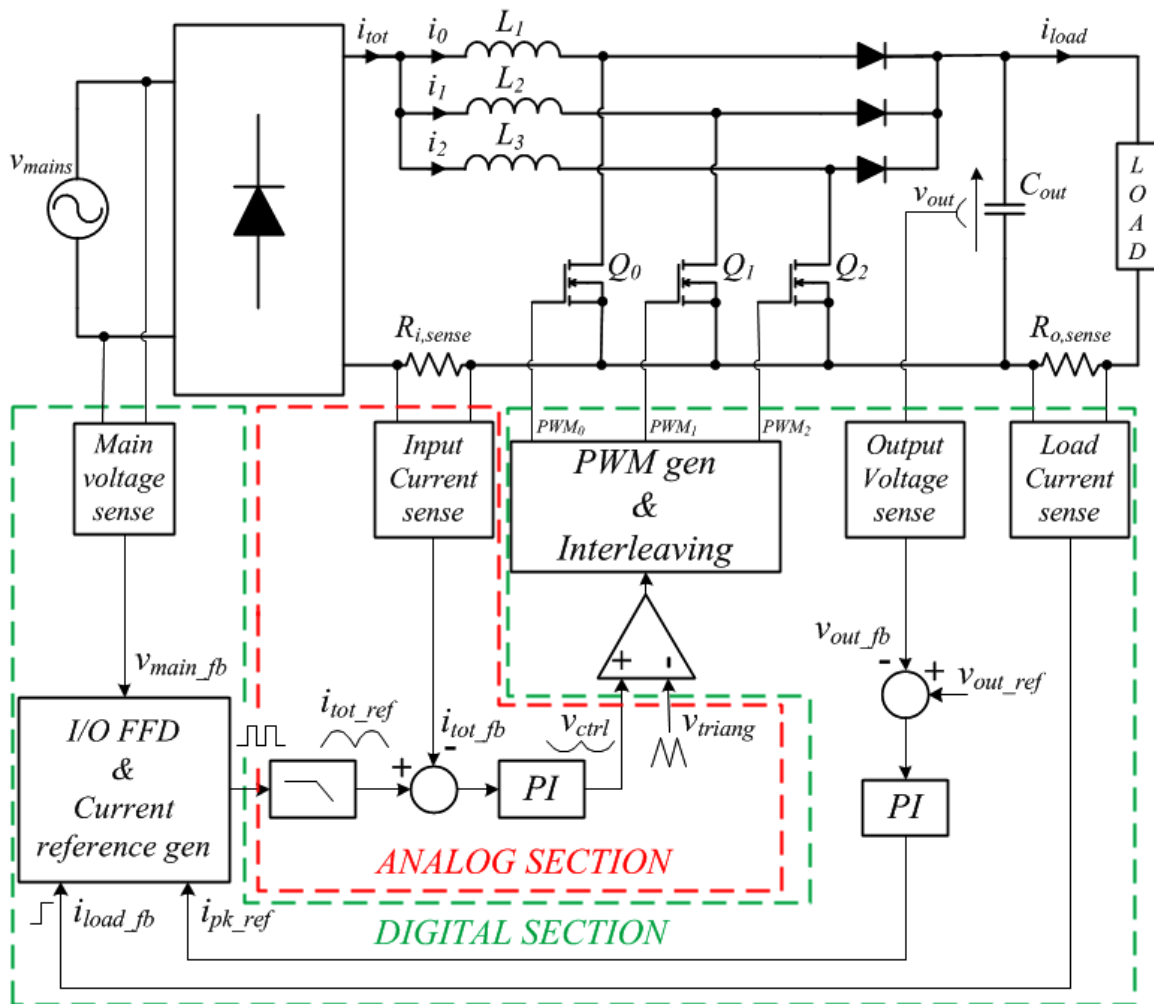 i_tot
i_0
L_1
i_load
i_1
L_2
i_2
L_3
v_mains
v_out
C_out
LOAD
Q_0
Q_1
Q_2
R_i,sense
R_o,sense
PWM_0
PWM_1
PWM_2
Main
voltage
sense
Input
Current
sense
PWM gen
&
Interleaving
Output
Voltage
sense
Load
Current
sense
v_main_fb
v_out_fb
-
+
v_out_ref
+
-
I/O FFD
&
Current
reference gen
i_tot_ref
i_tot_fb
v_ctrl
v_triang
+
-
PI
PI
ANALOG SECTION
i_load_fb
i_pk_ref
DIGITAL SECTION